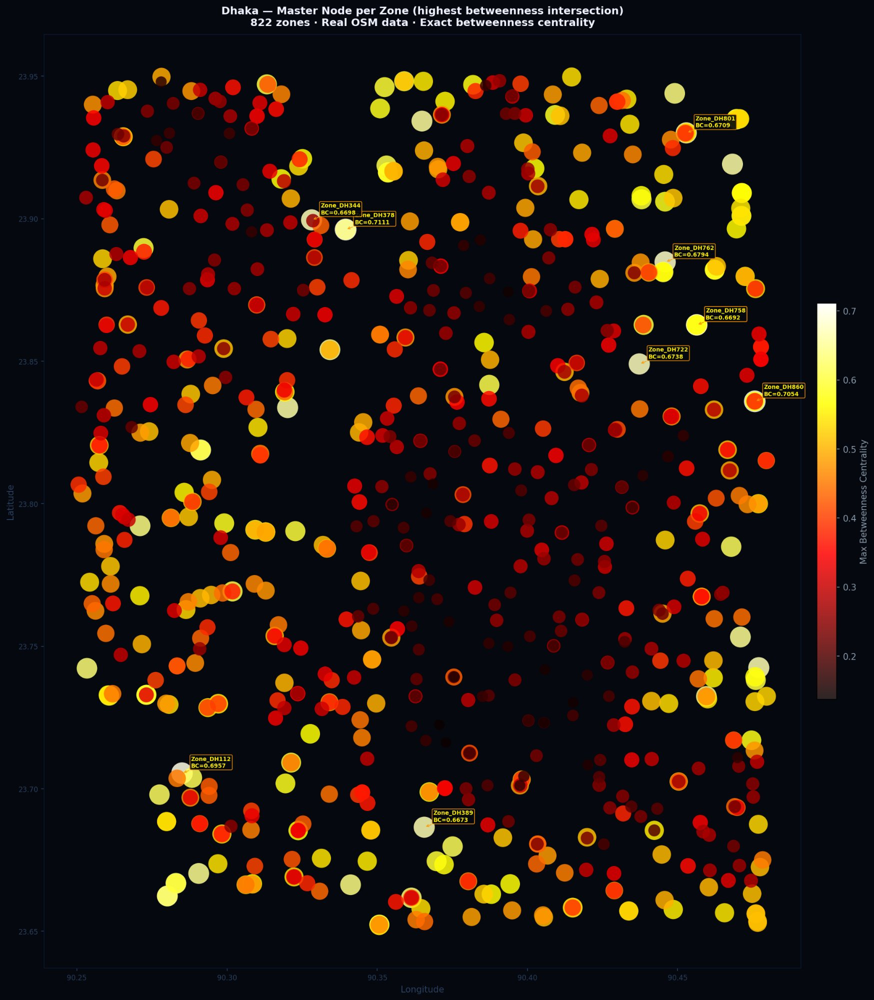 Dhaka — Master Node per Zone (highest betweenness intersection)
822 zones · Real OSM data · Exact betweenness centrality
Zone_DH801
BC=0.6709
Zone_DH344
BC=0.6698
Zone_DH378
BC=0.7111
Zone_DH762
BC=0.6794
Zone_DH758
BC=0.6692
Zone_DH722
BC=0.6738
Zone_DH860
BC=0.7054
Zone_DH112
BC=0.6957
Zone_DH389
BC=0.6673
23.95
23.90
23.85
23.80
23.75
23.70
23.65
Latitude
90.25
90.30
90.35
90.40
90.45
Longitude
0.7
0.6
0.5
0.4
0.3
0.2
Max Betweenness Centrality